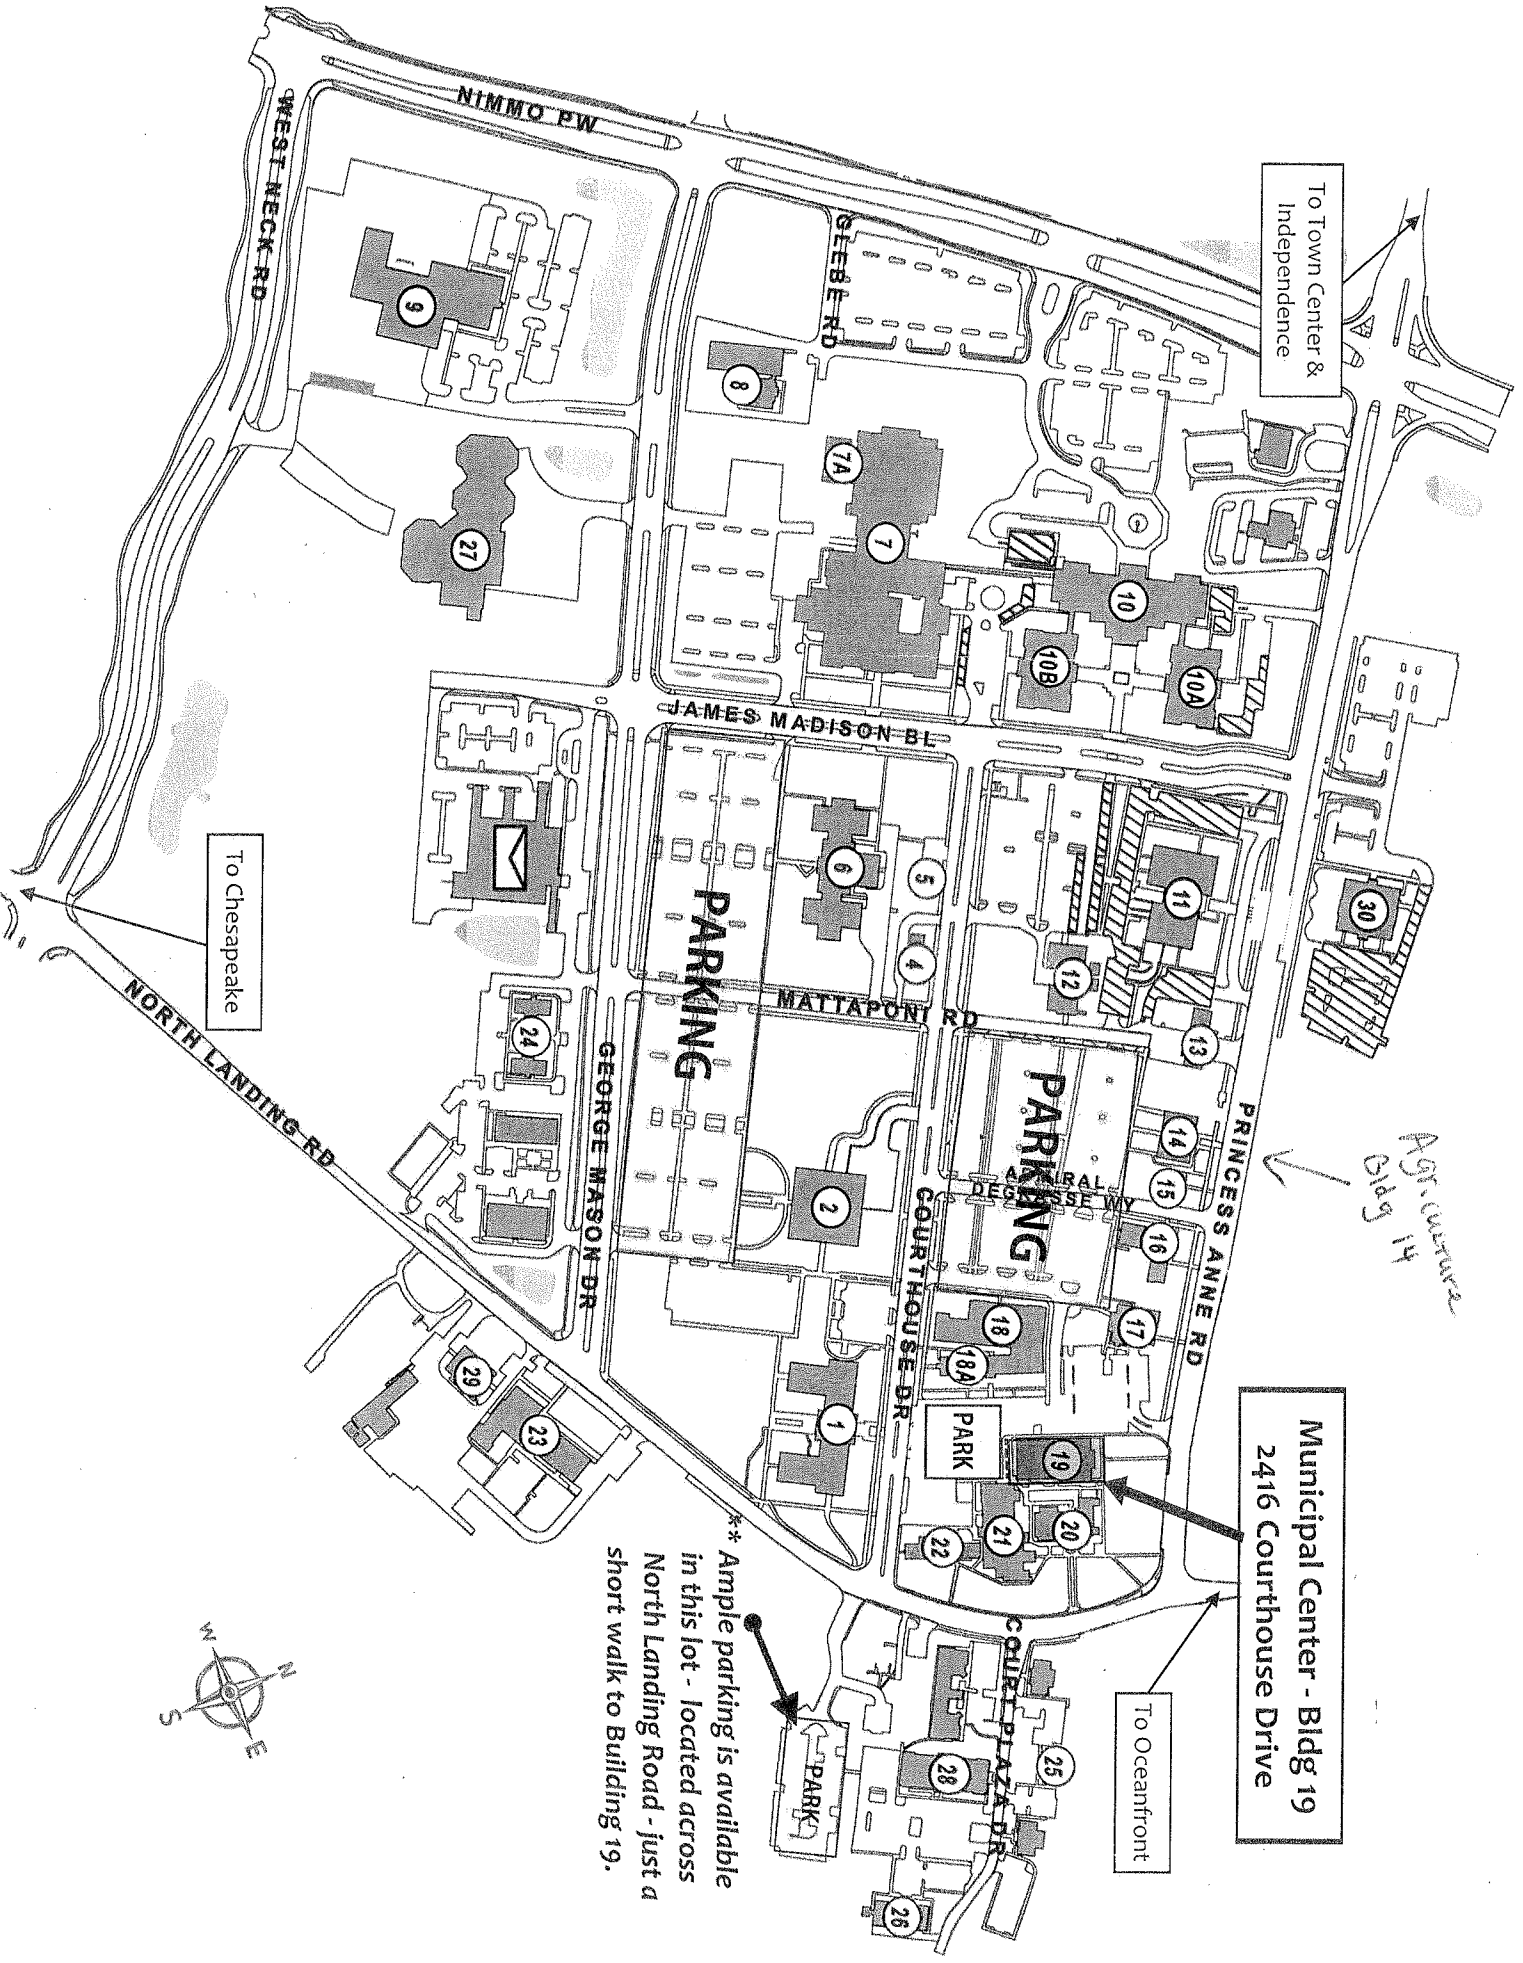 To Town Center &
Independence
NIMMO PW
WEST NECK RD
GLEBE RD
9
8
7A
7
27
10
10B
10A
JAMES MADISON BL
6
5
4
11
12
13
30
PARKING
MATTAPONI RD
PARKING
To Chesapeake
NORTH LANDING RD
24
GEORGE MASON DR
14
15
16
17
ADMIRAL
DEGRASSE WY
PRINCESS ANNE RD
Agriculture
Bldg 14
2
COURTHOUSE DR
18
18A
1
29
23
PARK
19
20
21
22
Municipal Center - Bldg 19
2416 Courthouse Drive
To Oceanfront
** Ample parking is available
in this lot - located across
North Landing Road - just a
short walk to Building 19.
PARK
COURT PLAZA DR
25
28
26
N
E
S
W